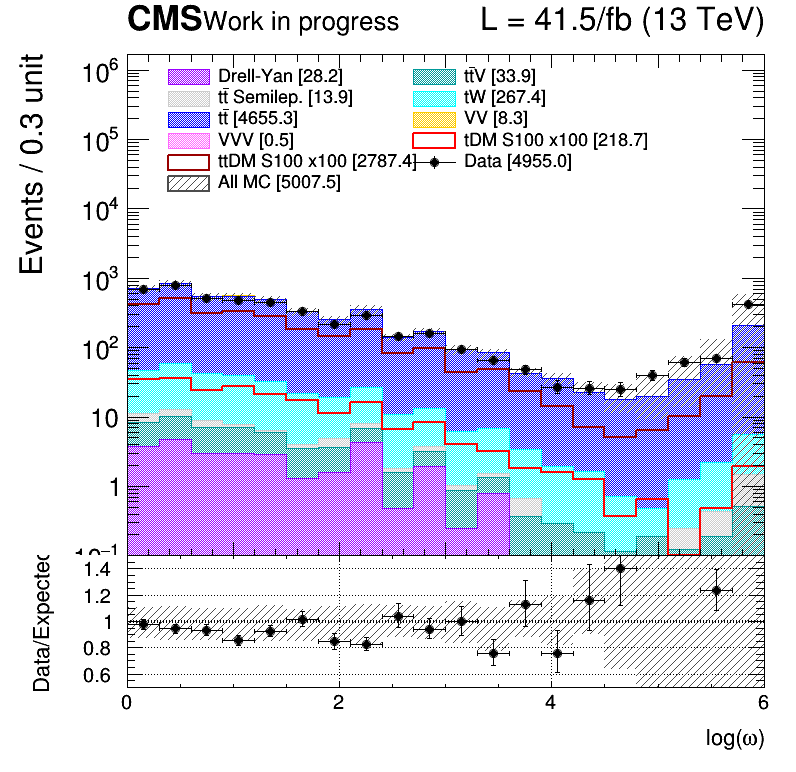 CMS Work in progress L = 41.5/fb (13 TeV)
Events / 0.3 unit
10⁶
10⁵
10⁴
10³
10²
10
1
10⁻¹
Drell-Yan [28.2]
tt̄V [33.9]
tt̄ Semilep. [13.9]
tW [267.4]
tt̄ [4655.3]
VV [8.3]
VVV [0.5]
tDM S100 x100 [218.7]
ttDM S100 x100 [2787.4]
Data [4955.0]
All MC [5007.5]
Data/Expected
1.4
1.2
1
0.8
0.6
0 2 4 6
log(ω)